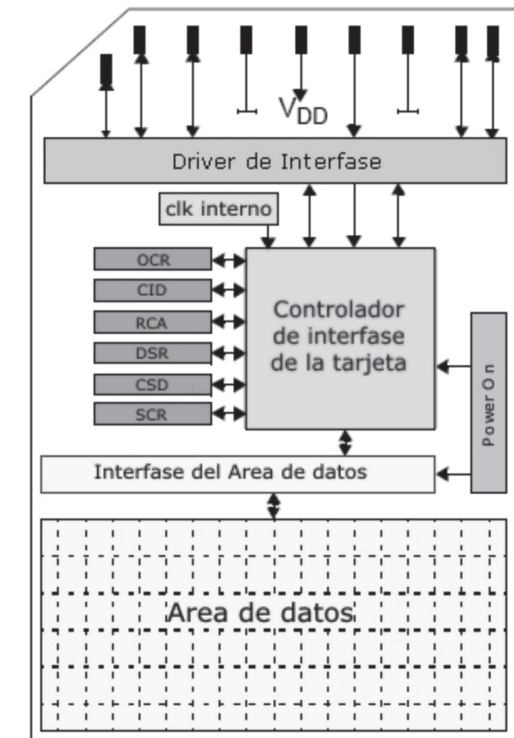 VDD
Driver de Interfase
clk interno
OCR
CID
RCA
DSR
CSD
SCR
Controlador
de interfase
de la tarjeta
Power On
Interfase del Area de datos
Area de datos